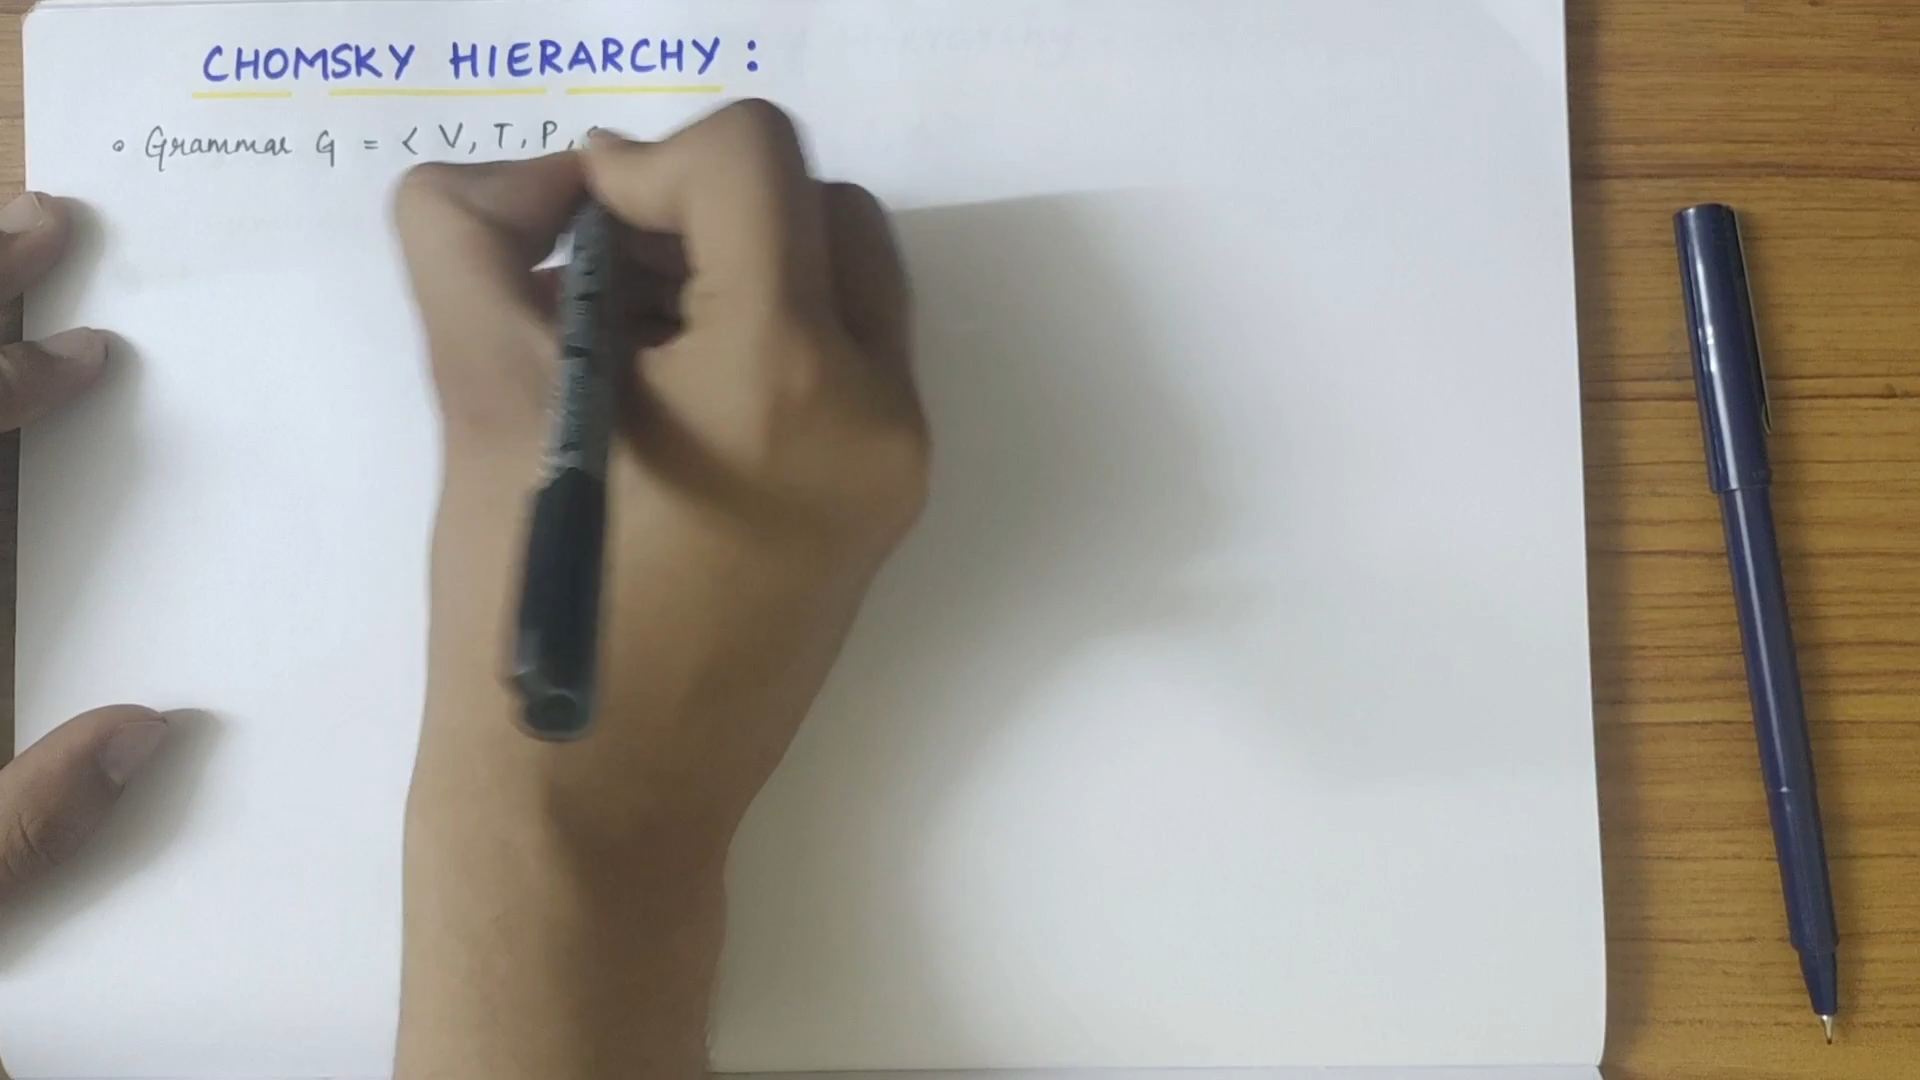 CHOMSKY HIERARCHY :
• Grammar G = < V, T, P,